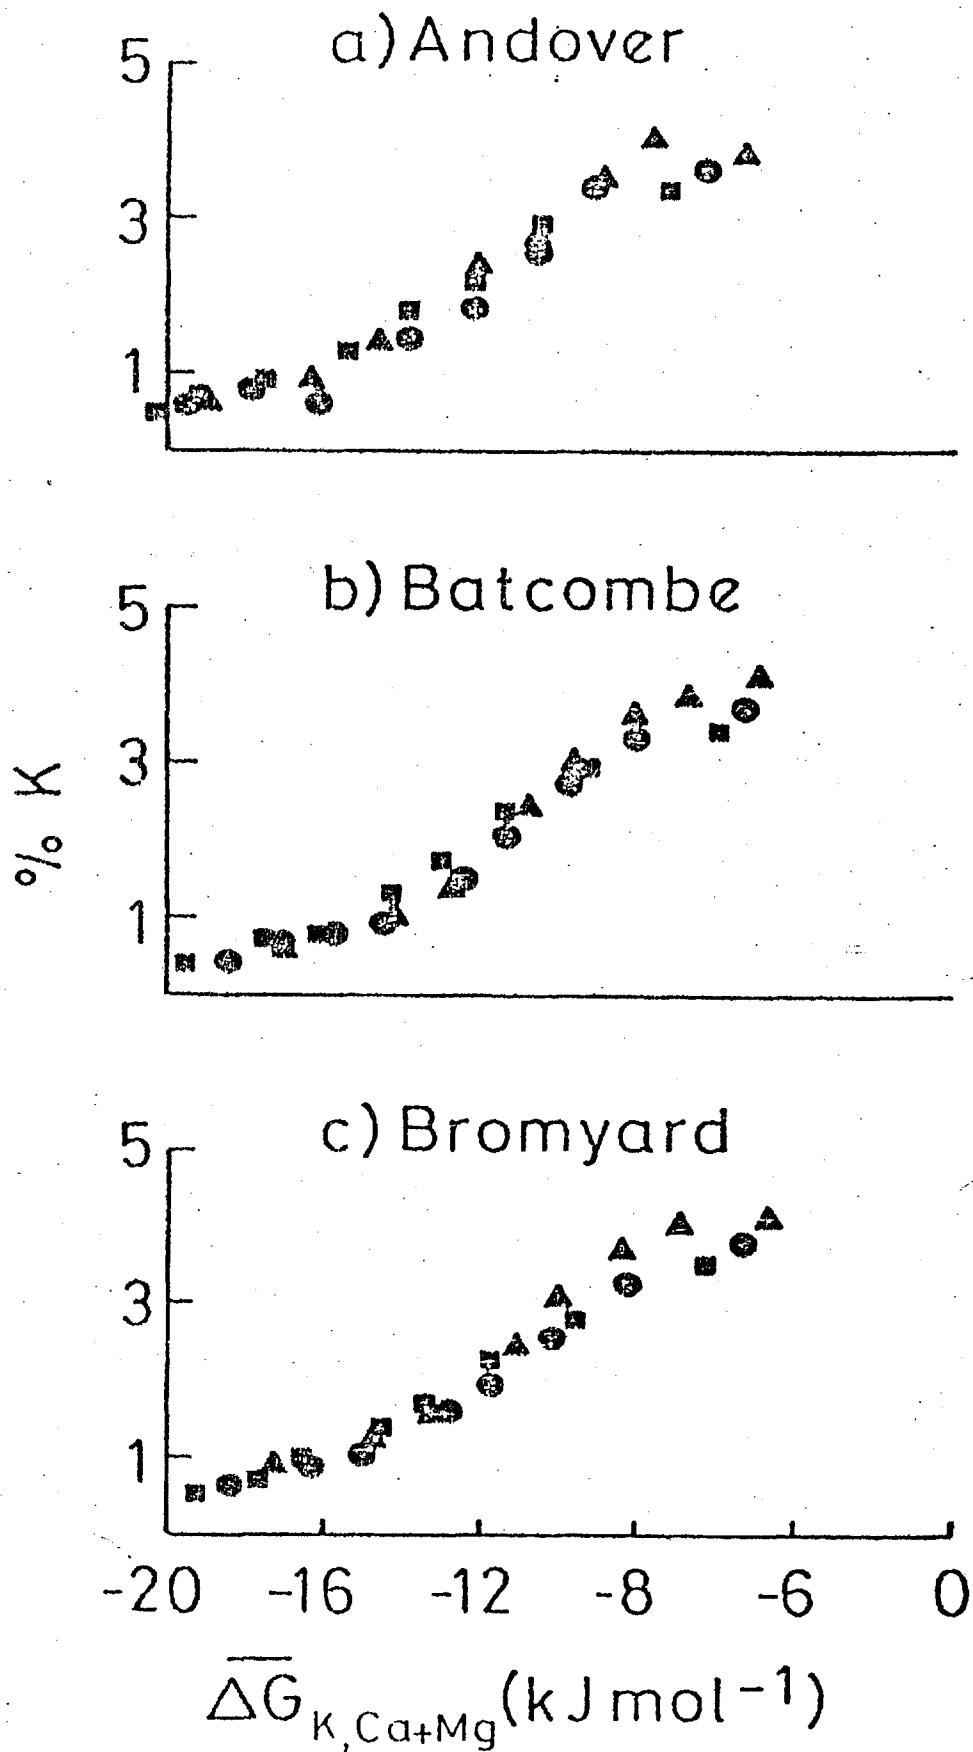 a) Andover
5
3
1
b) Batcombe
5
3
1
% K
c) Bromyard
5
3
1
-20 -16 -12 -8 -6 0
ΔG̅ K,Ca+Mg (kJ mol⁻¹)